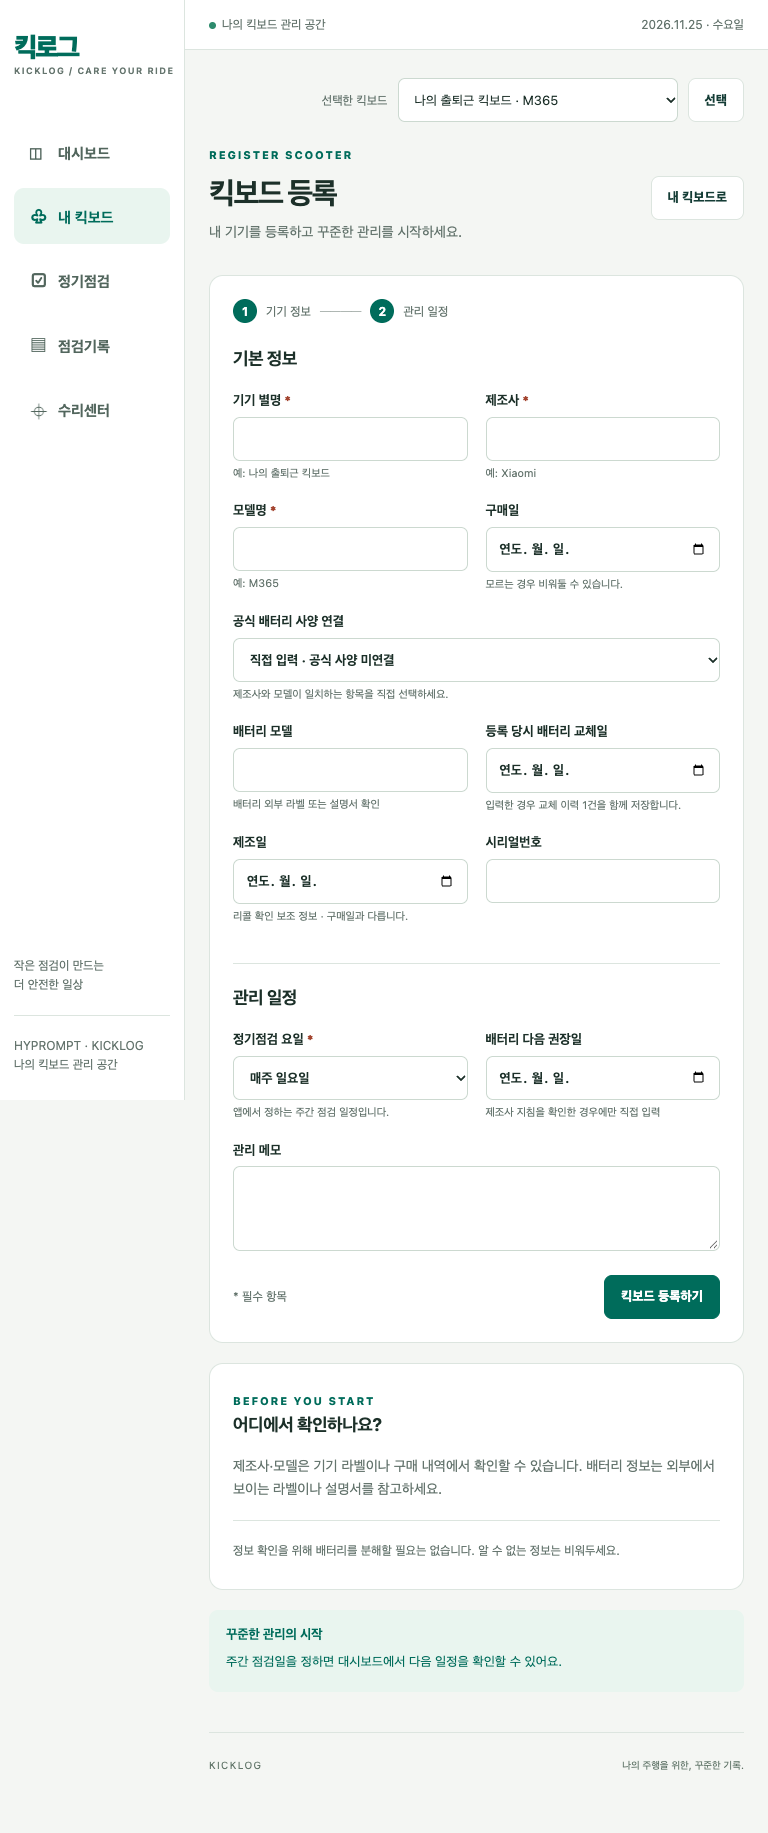 킥로그
KICKLOG / CARE YOUR RIDE
대시보드
내 킥보드
정기점검
점검기록
수리센터
작은 점검이 만드는
더 안전한 일상
HYPROMPT · KICKLOG
나의 킥보드 관리 공간
나의 킥보드 관리 공간
2026.11.25 · 수요일
선택한 킥보드
나의 출퇴근 킥보드 · M365
선택
REGISTER SCOOTER
킥보드 등록
내 기기를 등록하고 꾸준한 관리를 시작하세요.
내 킥보드로
1 기기 정보
2 관리 일정
기본 정보
기기 별명 *
예: 나의 출퇴근 킥보드
제조사 *
예: Xiaomi
모델명 *
예: M365
구매일
연도. 월. 일.
모르는 경우 비워둘 수 있습니다.
공식 배터리 사양 연결
직접 입력 · 공식 사양 미연결
제조사와 모델이 일치하는 항목을 직접 선택하세요.
배터리 모델
배터리 외부 라벨 또는 설명서 확인
등록 당시 배터리 교체일
연도. 월. 일.
입력한 경우 교체 이력 1건을 함께 저장합니다.
제조일
연도. 월. 일.
리콜 확인 보조 정보 · 구매일과 다릅니다.
시리얼번호
관리 일정
정기점검 요일 *
매주 일요일
앱에서 정하는 주간 점검 일정입니다.
배터리 다음 권장일
연도. 월. 일.
제조사 지침을 확인한 경우에만 직접 입력
관리 메모
* 필수 항목
킥보드 등록하기
BEFORE YOU START
어디에서 확인하나요?
제조사·모델은 기기 라벨이나 구매 내역에서 확인할 수 있습니다. 배터리 정보는 외부에서
보이는 라벨이나 설명서를 참고하세요.
정보 확인을 위해 배터리를 분해할 필요는 없습니다. 알 수 없는 정보는 비워두세요.
꾸준한 관리의 시작
주간 점검일을 정하면 대시보드에서 다음 일정을 확인할 수 있어요.
KICKLOG
나의 주행을 위한, 꾸준한 기록.